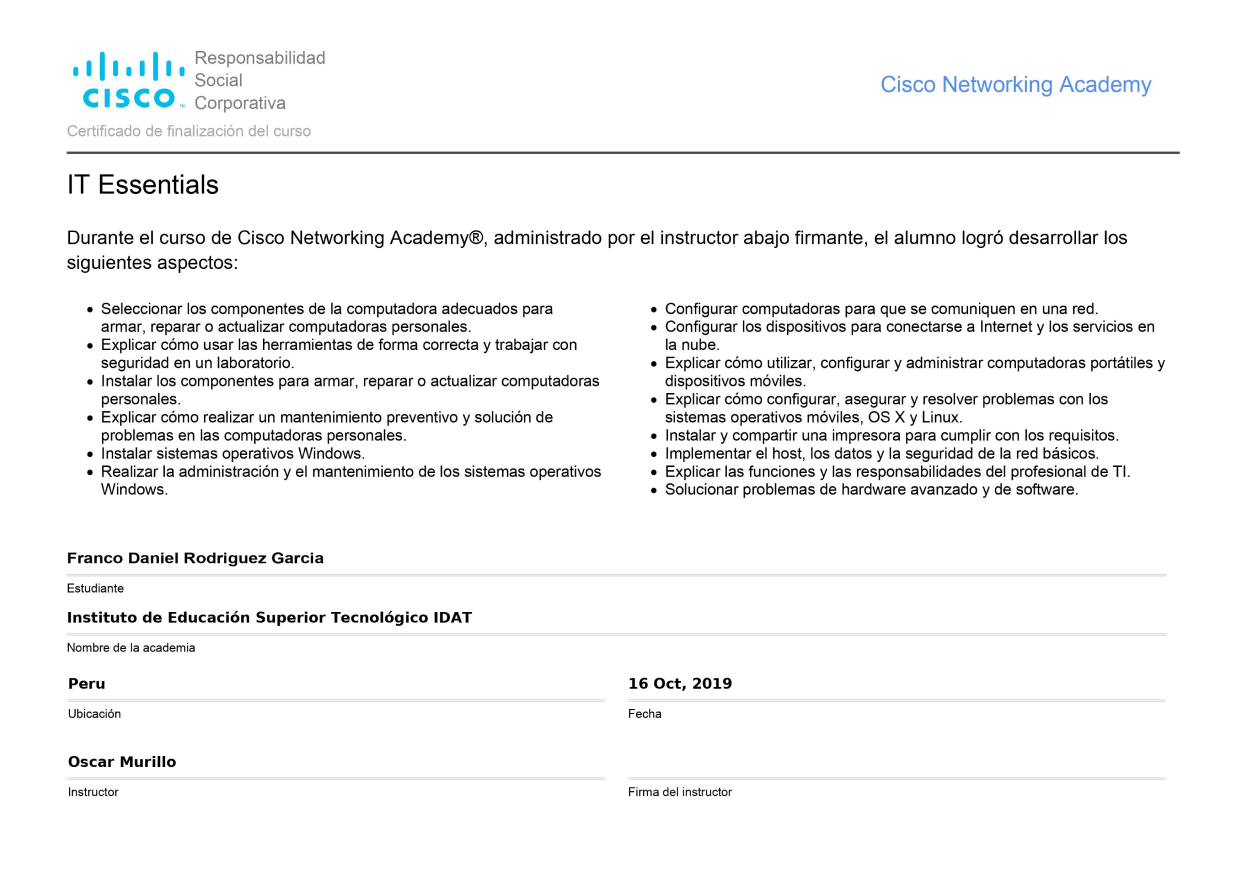 Responsabilidad
Social
Corporativa
CISCO™
Cisco Networking Academy
Certificado de finalización del curso
IT Essentials
Durante el curso de Cisco Networking Academy®, administrado por el instructor abajo firmante, el alumno logró desarrollar los
siguientes aspectos:
• Seleccionar los componentes de la computadora adecuados para
armar, reparar o actualizar computadoras personales.
• Explicar cómo usar las herramientas de forma correcta y trabajar con
seguridad en un laboratorio.
• Instalar los componentes para armar, reparar o actualizar computadoras
personales.
• Explicar cómo realizar un mantenimiento preventivo y solución de
problemas en las computadoras personales.
• Instalar sistemas operativos Windows.
• Realizar la administración y el mantenimiento de los sistemas operativos
Windows.
• Configurar computadoras para que se comuniquen en una red.
• Configurar los dispositivos para conectarse a Internet y los servicios en
la nube.
• Explicar cómo utilizar, configurar y administrar computadoras portátiles y
dispositivos móviles.
• Explicar cómo configurar, asegurar y resolver problemas con los
sistemas operativos móviles, OS X y Linux.
• Instalar y compartir una impresora para cumplir con los requisitos.
• Implementar el host, los datos y la seguridad de la red básicos.
• Explicar las funciones y las responsabilidades del profesional de TI.
• Solucionar problemas de hardware avanzado y de software.
Franco Daniel Rodriguez Garcia
Estudiante
Instituto de Educación Superior Tecnológico IDAT
Nombre de la academia
Peru
Ubicación
16 Oct, 2019
Fecha
Oscar Murillo
Instructor
Firma del instructor